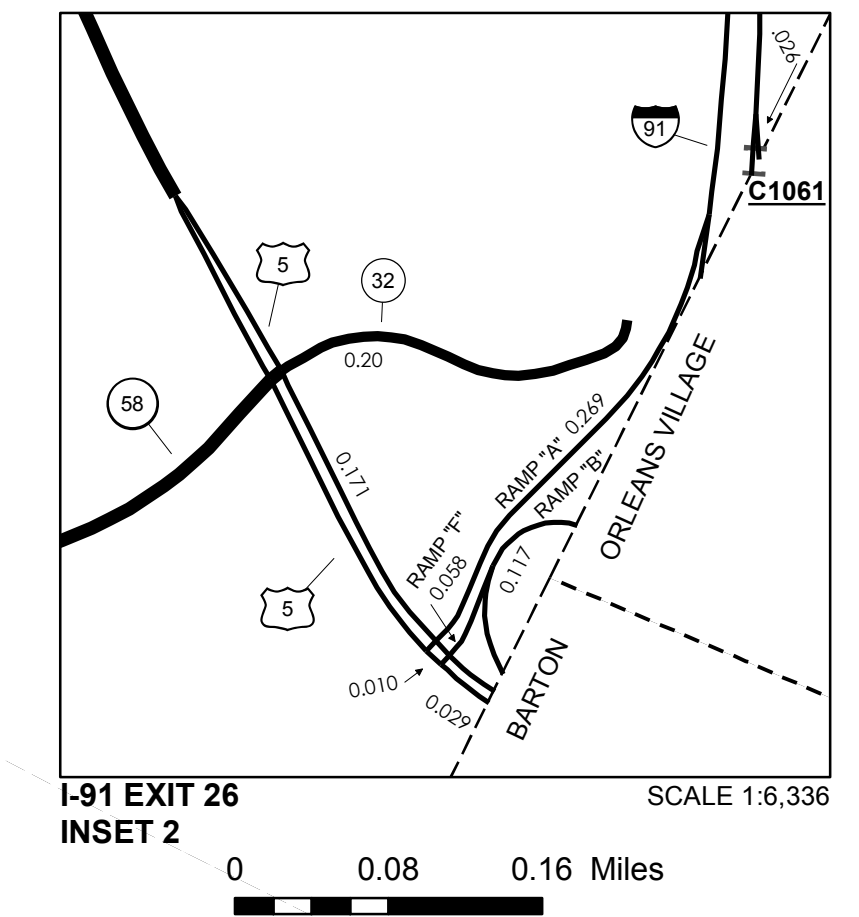 .026
91
C1061
5
32
0.20
58
0.171
RAMP "A" 0.269
RAMP "B"
ORLEANS VILLAGE
RAMP "F"
0.058
0.117
5
0.010
0.029
BARTON
I-91 EXIT 26
SCALE 1:6,336
INSET 2
0 0.08 0.16 Miles